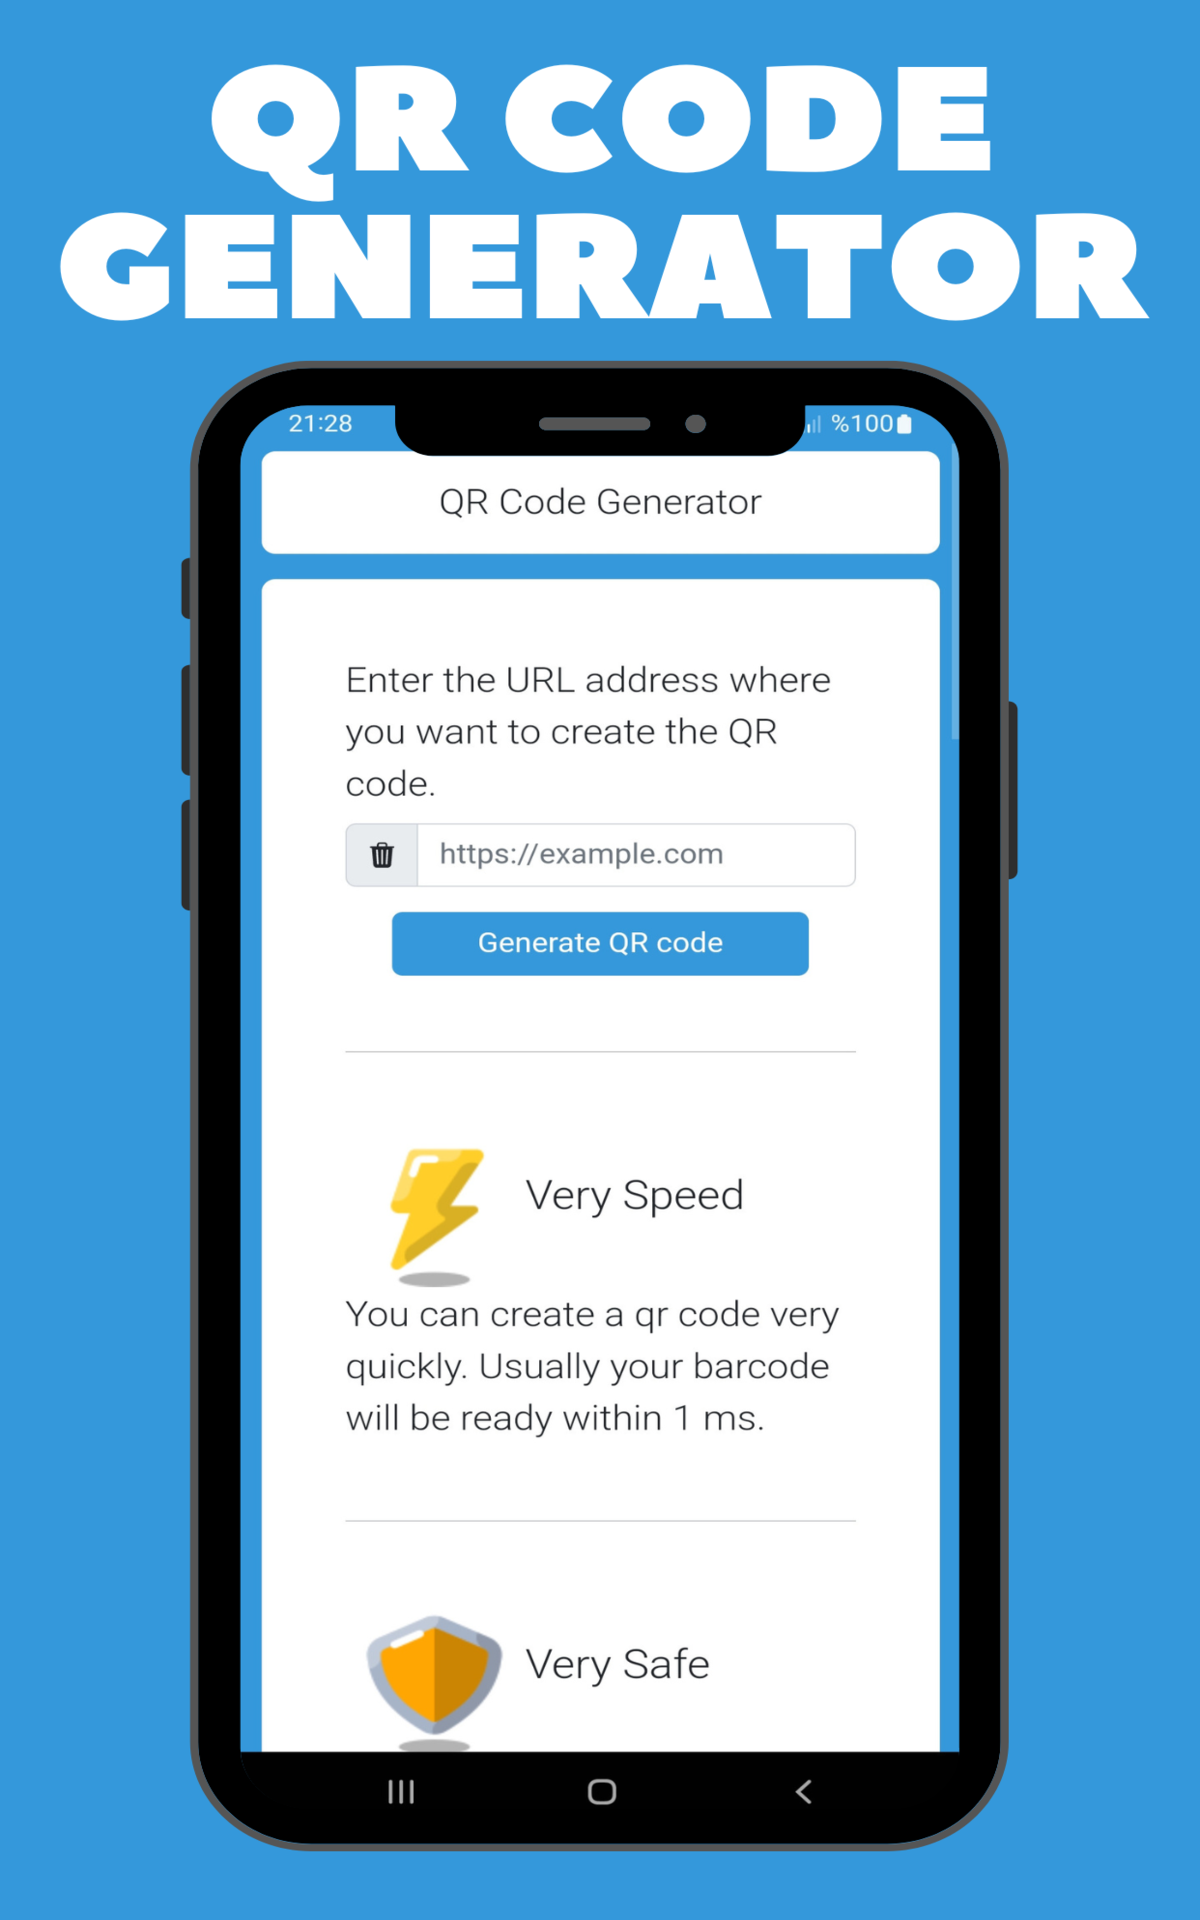 QR CODE
GENERATOR
21:28
%100
QR Code Generator
Enter the URL address where
you want to create the QR
code.
https://example.com
Generate QR code
Very Speed
You can create a qr code very
quickly. Usually your barcode
will be ready within 1 ms.
Very Safe